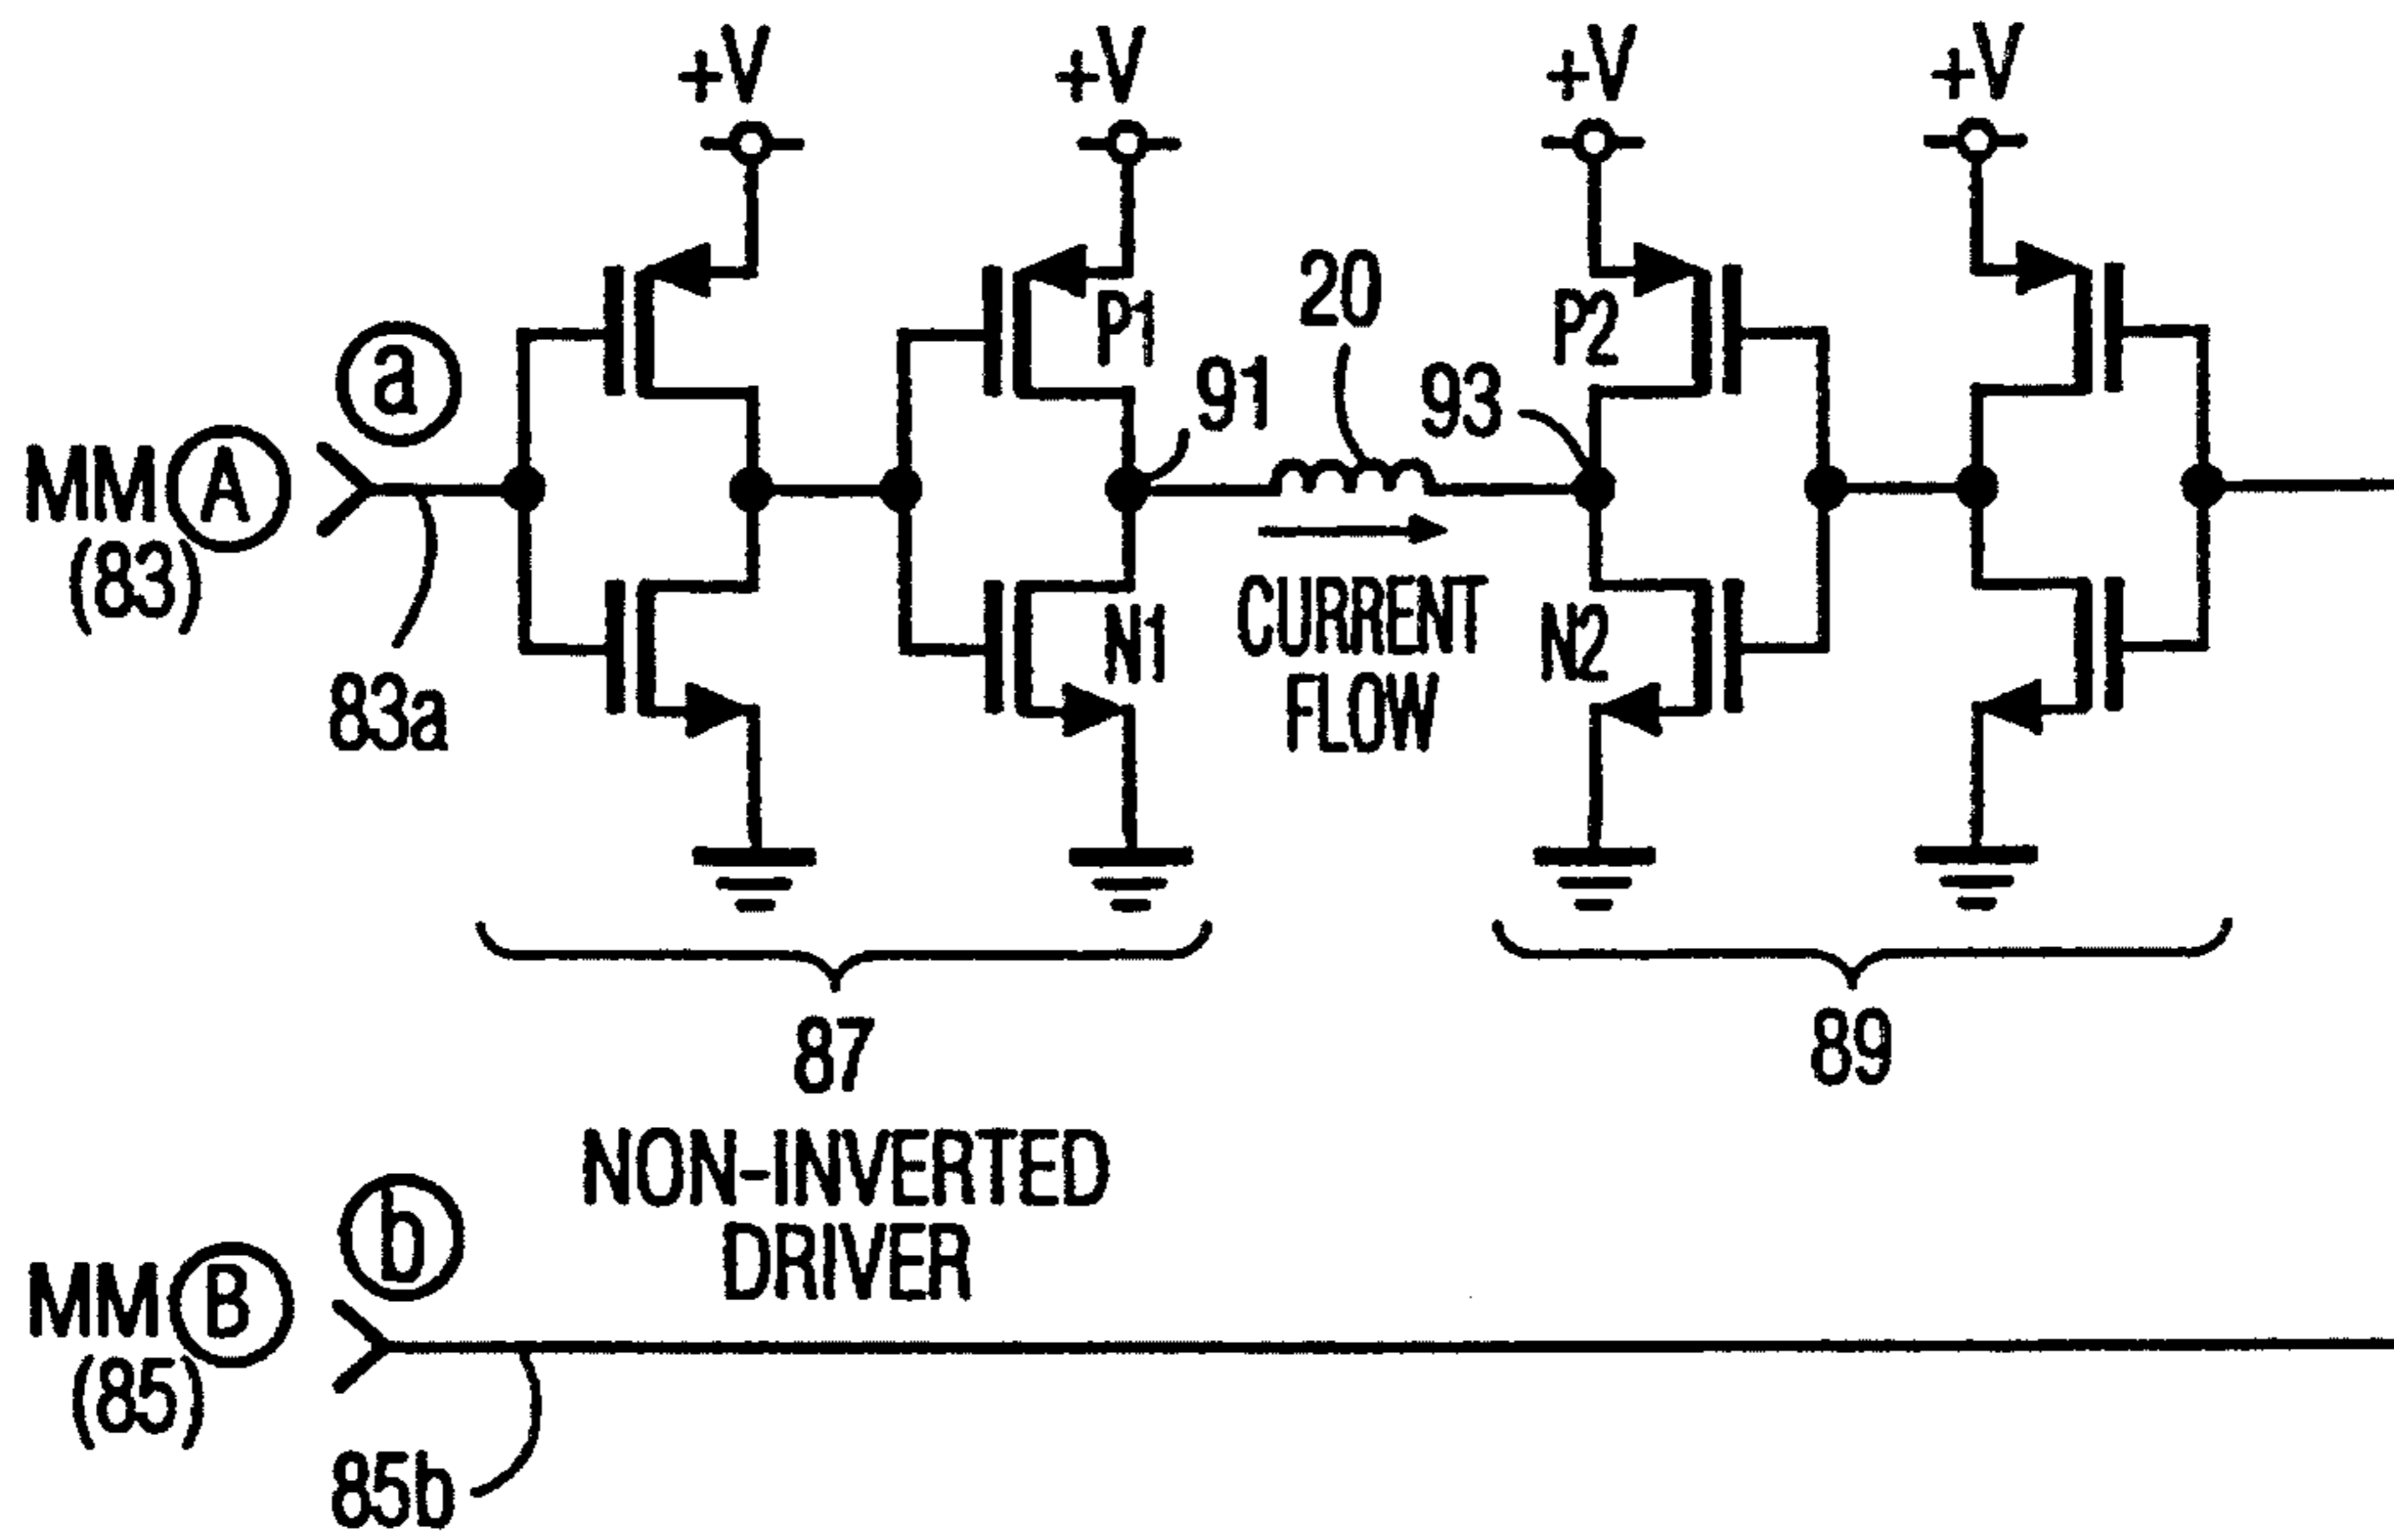 +V +V +V +V
20
P1 P2
91 93
a
MM A
(83)
83a
N1 N2
CURRENT
FLOW
87 89
NON-INVERTED
DRIVER
b
MM B
(85)
85b